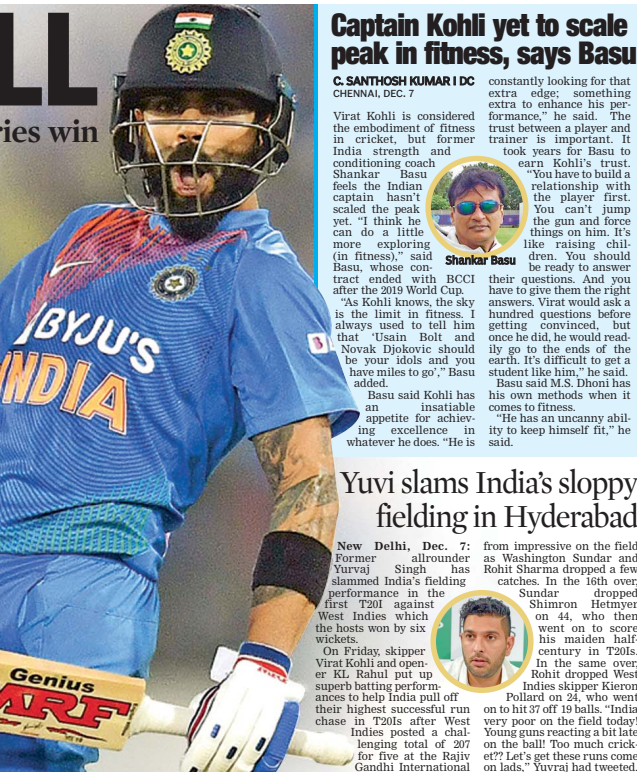 LL
ries win
BYJU'S
INDIA
Genius
MRF
Captain Kohli yet to scale
peak in fitness, says Basu
C. SANTHOSH KUMAR I DC
CHENNAI, DEC. 7
Virat Kohli is considered
the embodiment of fitness
in cricket, but former
India strength and
conditioning coach
Shankar Basu
feels the Indian
captain hasn't
scaled the peak
yet. “I think he
can do a little
more exploring
(in fitness),” said
Basu, whose con-
tract ended with BCCI
after the 2019 World Cup.
“As Kohli knows, the sky
is the limit in fitness. I
always used to tell him
that ‘Usain Bolt and
Novak Djokovic should
be your idols and you
have miles to go’,” Basu
added.
Basu said Kohli has
an insatiable
appetite for achiev-
ing excellence in
whatever he does. “He is
constantly looking for that
extra edge; something
extra to enhance his per-
formance,” he said. The
trust between a player and
trainer is important. It
took years for Basu to
earn Kohli's trust.
“You have to build a
relationship with
the player first.
You can't jump
the gun and force
things on him. It's
like raising chil-
dren. You should
be ready to answer
their questions. And you
have to give them the right
answers. Virat would ask a
hundred questions before
getting convinced, but
once he did, he would read-
ily go to the ends of the
earth. It's difficult to get a
student like him,” he said.
Basu said M.S. Dhoni has
his own methods when it
comes to fitness.
“He has an uncanny abil-
ity to keep himself fit,” he
said.
Shankar Basu
Yuvi slams India's sloppy
fielding in Hyderabad
New Delhi, Dec. 7:
Former allrounder
Yurvaj Singh has
slammed India's fielding
performance in the
first T20I against
West Indies which
the hosts won by six
wickets.
On Friday, skipper
Virat Kohli and open-
er KL Rahul put up
superb batting perform-
ances to help India pull off
their highest successful run
chase in T20Is after West
Indies posted a chal-
lenging total of 207
for five at the Rajiv
Gandhi International
from impressive on the field
as Washington Sundar and
Rohit Sharma dropped a few
catches. In the 16th over,
Sundar dropped
Shimron Hetmyer
on 44, who then
went on to score
his maiden half-
century in T20Is.
In the same over
Rohit dropped West
Indies skipper Kieron
Pollard on 24, who went
on to hit 37 off 19 balls. “India
very poor on the field today!
Young guns reacting a bit late
on the ball! Too much crick-
et?? Let's get these runs come
on lads,” Yuvraj had tweeted.